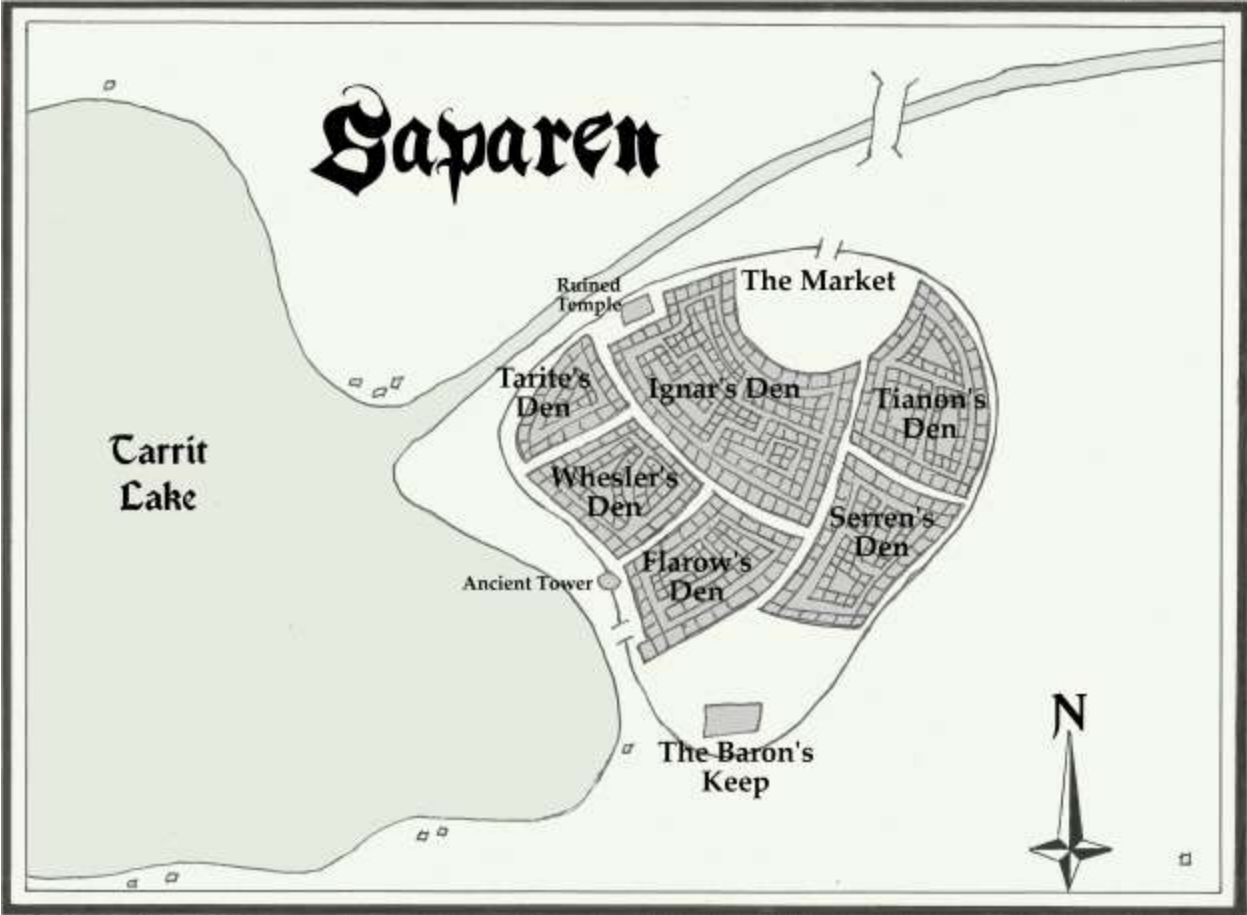 Saparen
The Market
Ruined
Temple
Tarite's
Den
Ignar's Den
Tianon's
Den
Tarrit
Lake
Whesler's
Den
Serren's
Den
Flarow's
Den
Ancient Tower
N
The Baron's
Keep